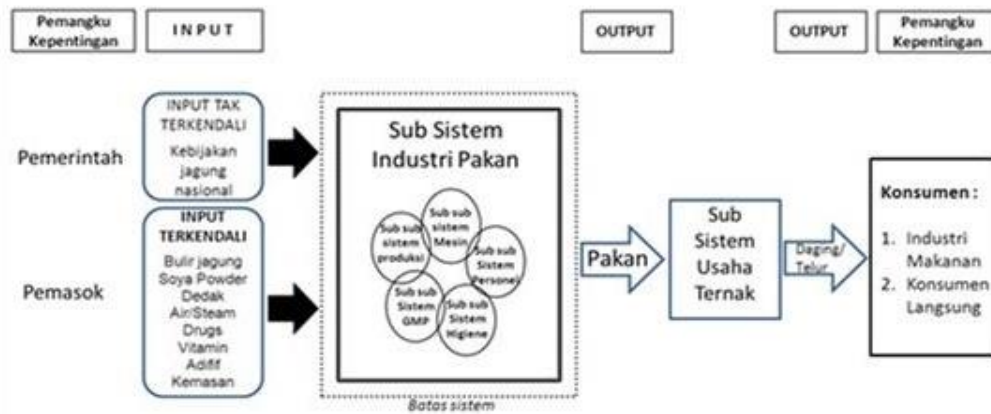 Pemangku
Kepentingan
INPUT
OUTPUT
OUTPUT
Pemangku
Kepentingan
Pemerintah
INPUT TAK
TERKENDALI
Kebijakan
jagung
nasional
Pemasok
INPUT
TERKENDALI
Bulir jagung
Soya Powder
Dedak
Air/Steam
Drugs
Vitamin
Adifif
Kemasan
Sub Sistem
Industri Pakan
Sub sub
sistem
Mesin
Sub sub
sistem
produksi
Sub sub
Sistem
Personel
Sub sub
Sistem
GMP
Sub sub
Sistem
Higiene
Batas sistem
Pakan
Sub
Sistem
Usaha
Ternak
Daging/
Telur
Konsumen :
1. Industri
Makanan
2. Konsumen
Langsung